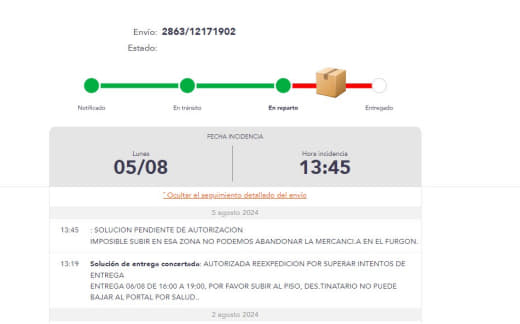 Envío: 2863/12171902
Estado:
Notificado En tránsito En reparto Entregado
FECHA INCIDENCIA
Lunes Hora incidencia
05/08 13:45
ˆ Ocultar el seguimiento detallado del envío
5 agosto 2024
13:45 : SOLUCION PENDIENTE DE AUTORIZACION
IMPOSIBLE SUBIR EN ESA ZONA NO PODEMOS ABANDONAR LA MERCANCI.A EN EL FURGON.
13:19 Solución de entrega concertada: AUTORIZADA REEXPEDICION POR SUPERAR INTENTOS DE
ENTREGA
ENTREGA 06/08 DE 16:00 A 19:00, POR FAVOR SUBIR AL PISO, DES.TINATARIO NO PUEDE
BAJAR AL PORTAL POR SALUD..
2 agosto 2024